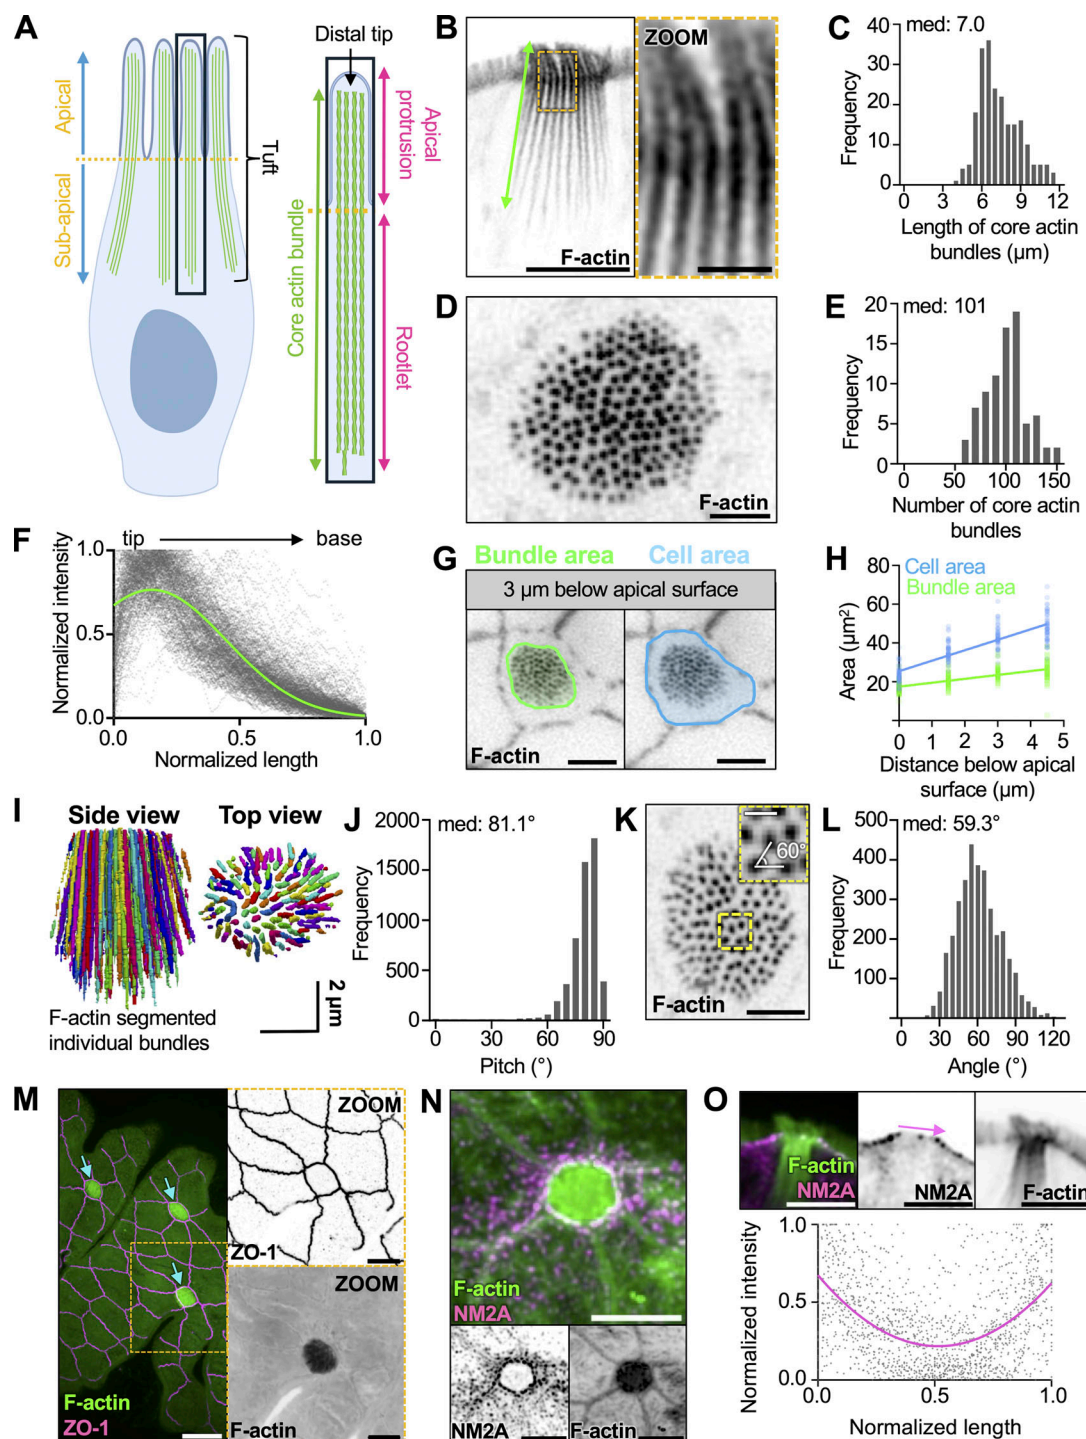 A
Distal tip
Apical
Sub-apical
Tuft
Core actin bundle
Apical
protrusion
Rootlet
B
ZOOM
F-actin
C
med: 7.0
Frequency
40
30
20
10
0
0 3 6 9 12
Length of core actin
bundles (µm)
D
F-actin
E
med: 101
Frequency
20
15
10
5
0
0 50 100 150
Number of core actin
bundles
F
tip base
Normalized intensity
1.0
0.5
0.0
0.0 0.5 1.0
Normalized length
G
Bundle area Cell area
3 µm below apical surface
F-actin
H
Cell area
Bundle area
Area (µm²)
80
60
40
20
0 1 2 3 4 5
Distance below apical
surface (µm)
I
Side view Top view
2 µm
F-actin segmented
individual bundles
J
med: 81.1°
Frequency
2000
1500
1000
500
0
0 30 60 90
Pitch (°)
K
60°
F-actin
L
med: 59.3°
Frequency
500
400
300
200
100
0 30 60 90 120
Angle (°)
M
F-actin
ZO-1
ZOOM
ZO-1
ZOOM
F-actin
N
F-actin
NM2A
NM2A
F-actin
O
F-actin
NM2A
NM2A
F-actin
Normalized intensity
1.0
0.5
0.0
0.0 0.5 1.0
Normalized length